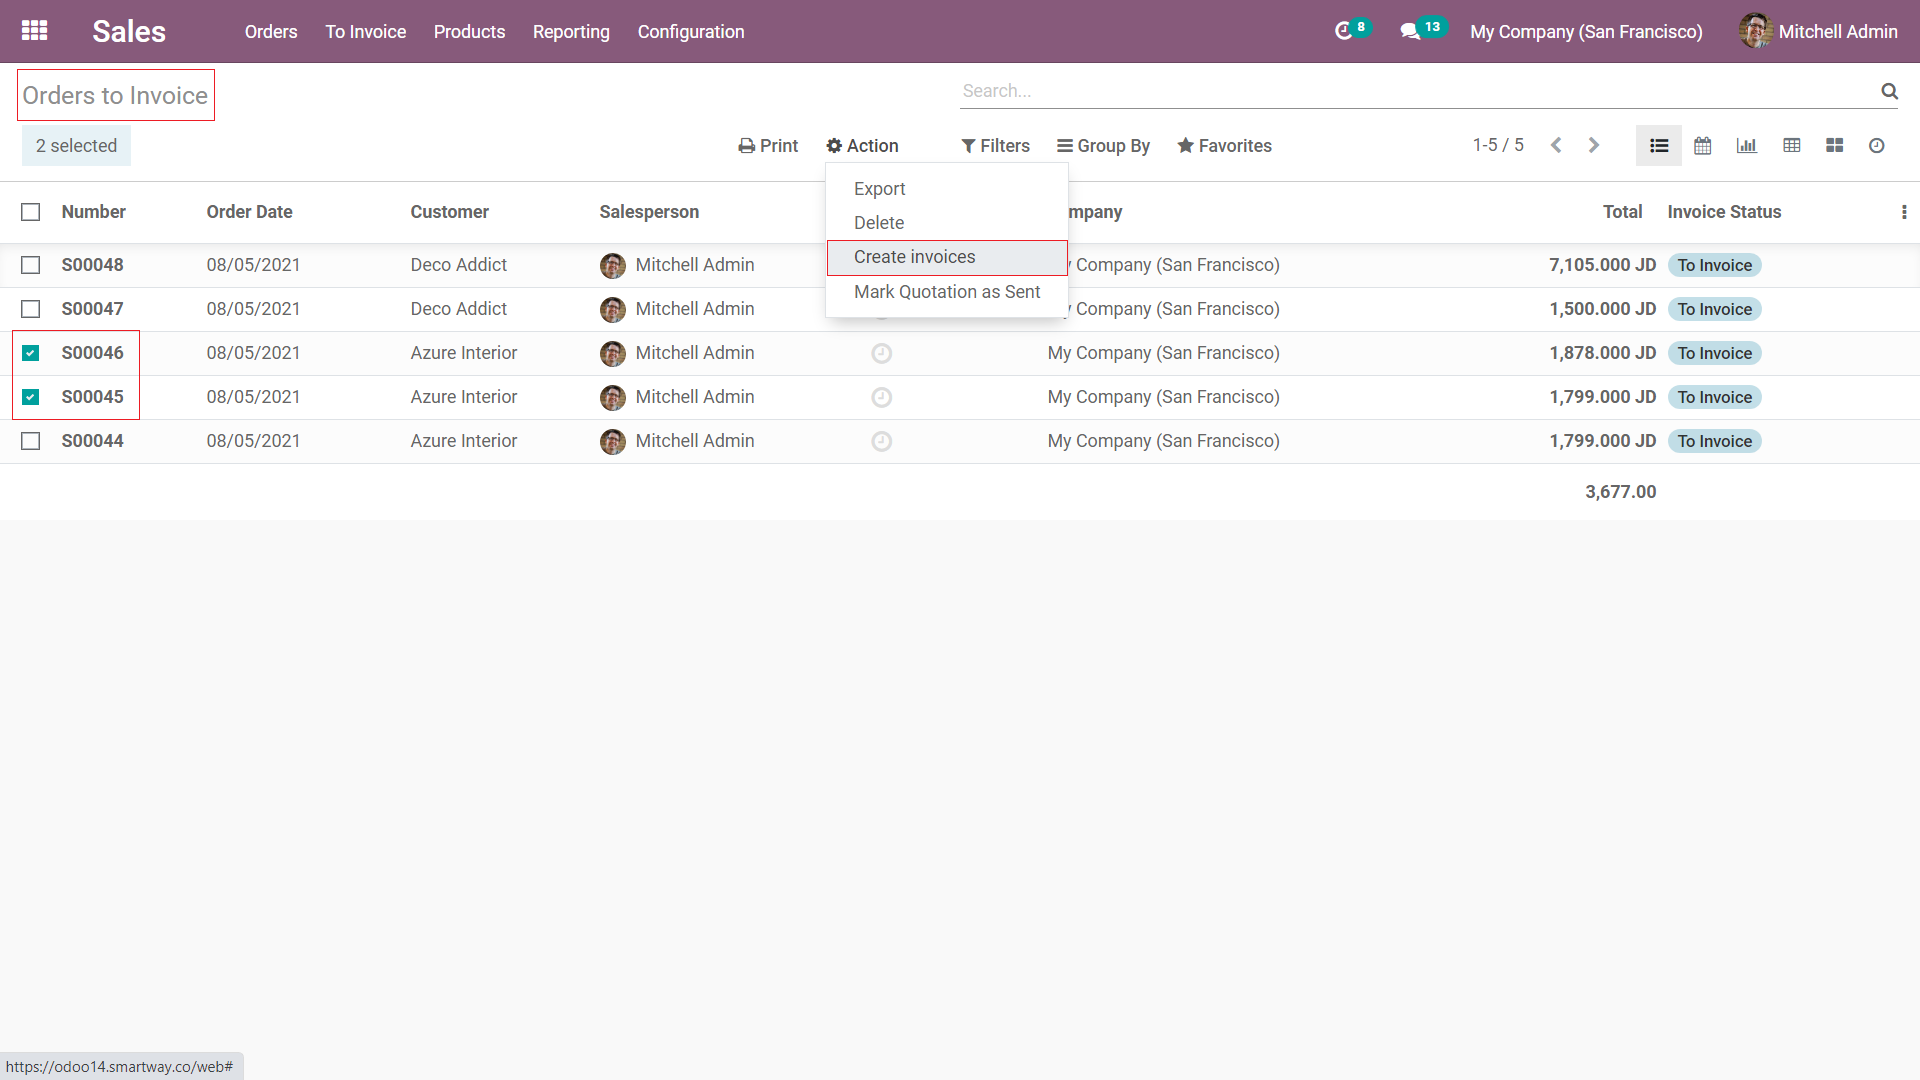 Sales Orders To Invoice Products Reporting Configuration 8 13 My Company (San Francisco) Mitchell Admin
Orders to Invoice
Search...
2 selected Print Action Filters Group By Favorites 1-5 / 5
Export
Delete
Create invoices
Mark Quotation as Sent
Number Order Date Customer Salesperson mpany Total Invoice Status
S00048 08/05/2021 Deco Addict Mitchell Admin Company (San Francisco) 7,105.000 JD To Invoice
S00047 08/05/2021 Deco Addict Mitchell Admin Company (San Francisco) 1,500.000 JD To Invoice
S00046 08/05/2021 Azure Interior Mitchell Admin My Company (San Francisco) 1,878.000 JD To Invoice
S00045 08/05/2021 Azure Interior Mitchell Admin My Company (San Francisco) 1,799.000 JD To Invoice
S00044 08/05/2021 Azure Interior Mitchell Admin My Company (San Francisco) 1,799.000 JD To Invoice
3,677.00
https://odoo14.smartway.co/web#